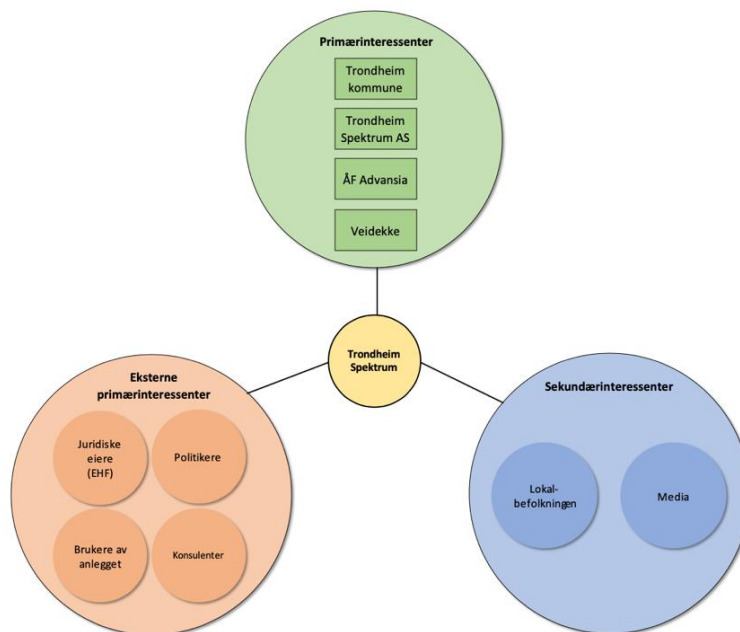 Primærinteressenter
Trondheim
kommune
Trondheim
Spektrum AS
ÅF Advansia
Veidekke
Trondheim
Spektrum
Eksterne
primærinteressenter
Juridiske
eiere
(EHF)
Politikere
Brukere av
anlegget
Konsulenter
Sekundærinteressenter
Lokal-
befolkningen
Media